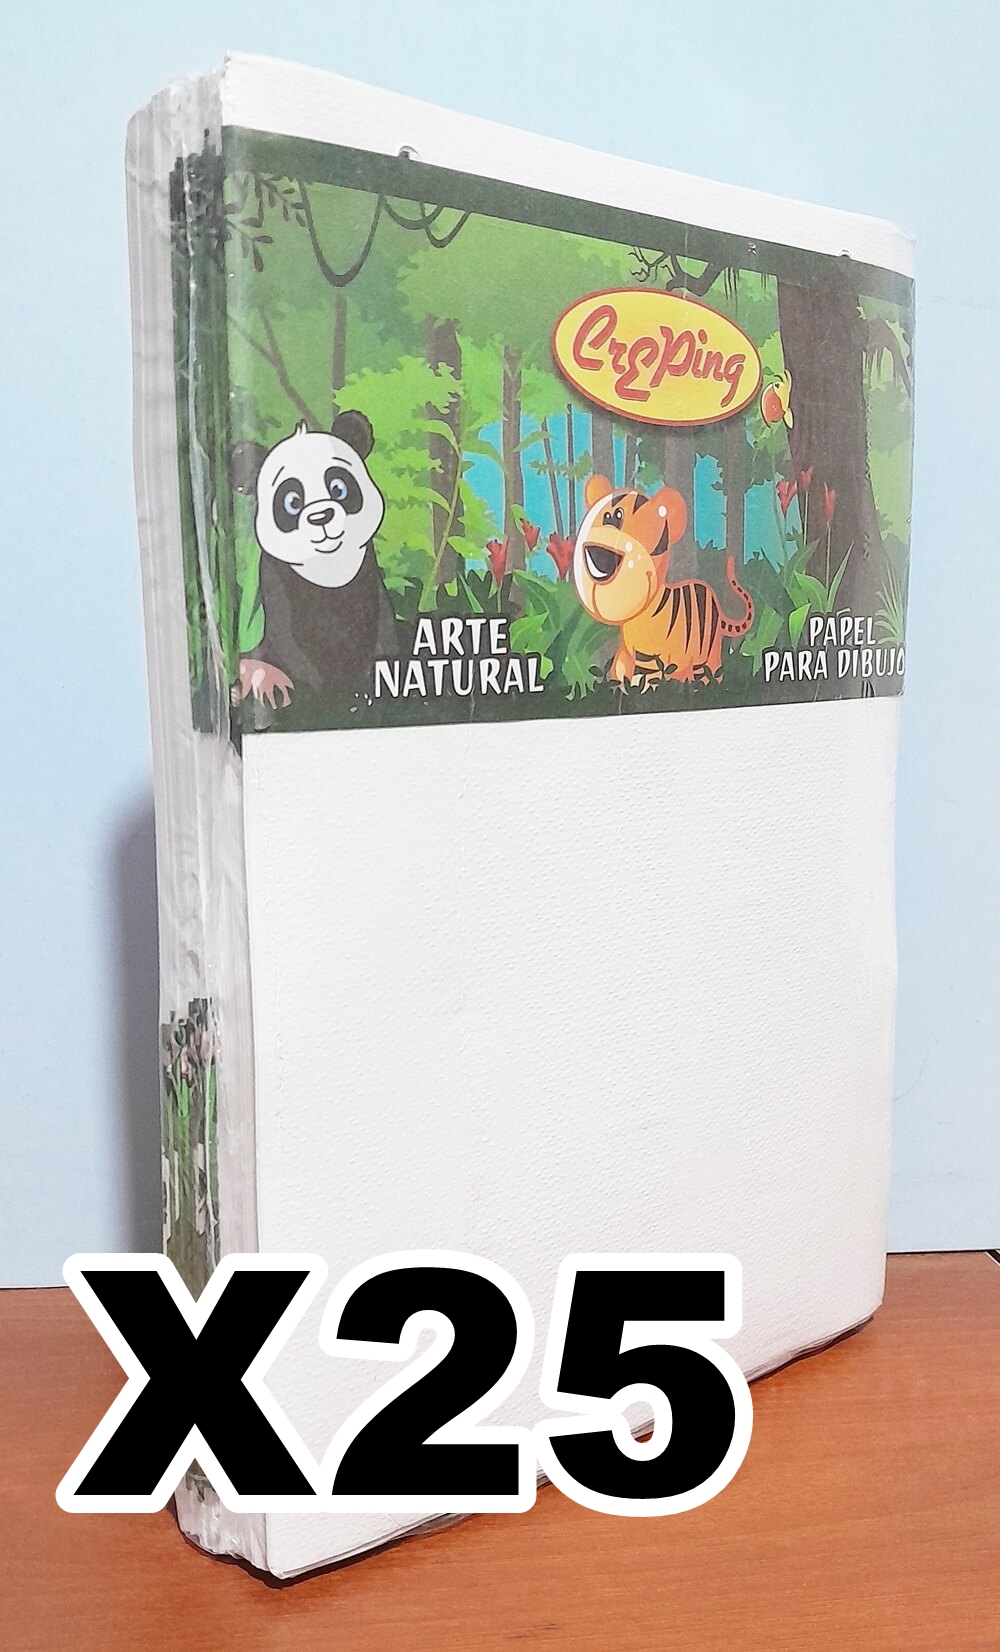 CrEPing
ARTE
NATURAL
PAPEL
PARA DIBUJO
X25